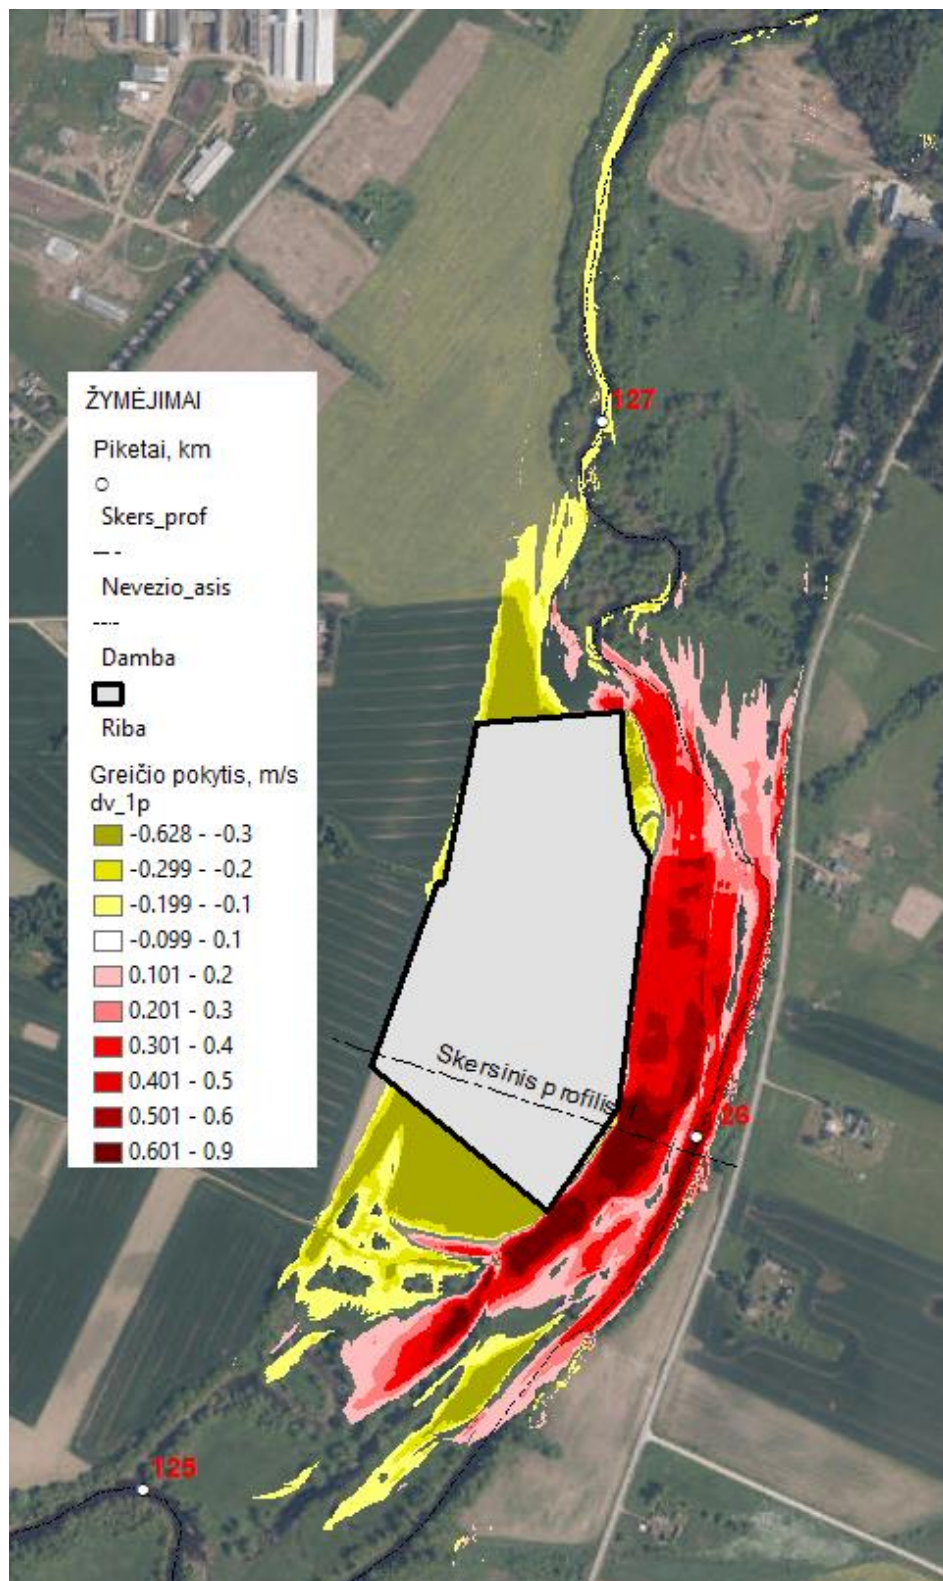 127
ŽYMĖJIMAI
Piketai, km
Skers_prof
Nevezio_asis
Damba
Riba
Greičio pokytis, m/s
dv_1p
-0.628 - -0.3
-0.299 - -0.2
-0.199 - -0.1
-0.099 - 0.1
0.101 - 0.2
0.201 - 0.3
0.301 - 0.4
0.401 - 0.5
0.501 - 0.6
0.601 - 0.9
Skersinis profilis
26
125